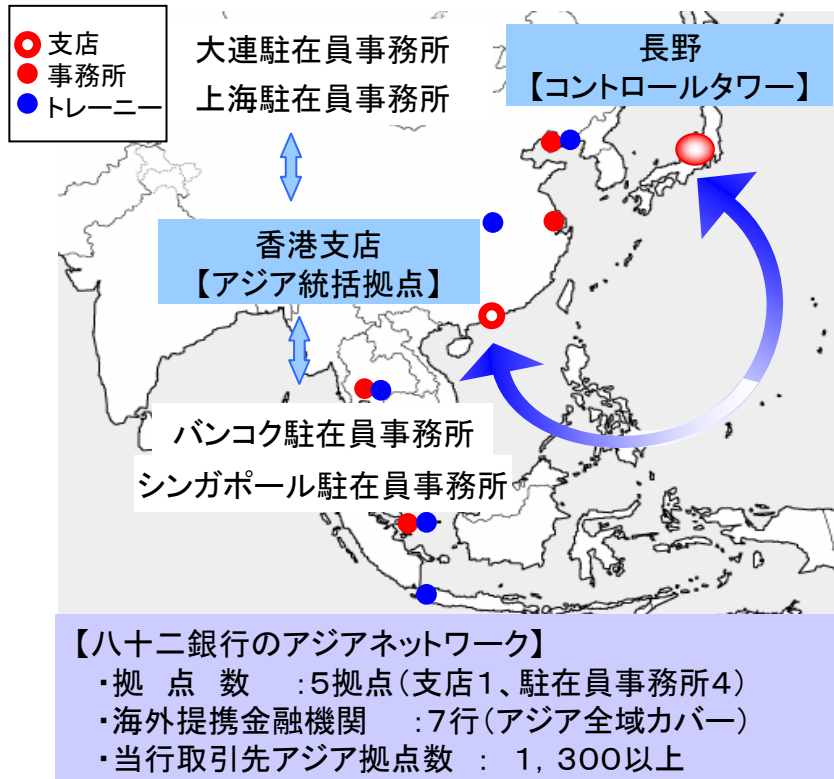 支店
事務所
トレーニー
大連駐在員事務所
上海駐在員事務所
長野
【コントロールタワー】
香港支店
【アジア統括拠点】
バンコク駐在員事務所
シンガポール駐在員事務所
【八十二銀行のアジアネットワーク】
・拠 点 数 :5拠点(支店1、駐在員事務所4)
・海外提携金融機関 :7行(アジア全域カバー)
・当行取引先アジア拠点数 : 1,300以上